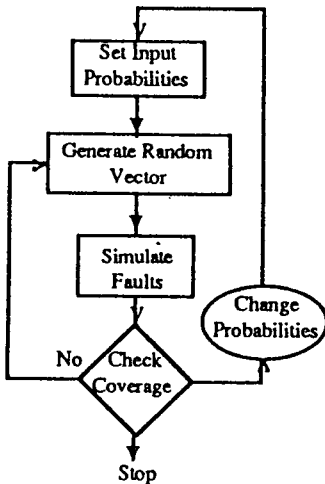 Set Input
Probabilities
Generate Random
Vector
Simulate
Faults
Change
Probabilities
No
Check
Coverage
Stop